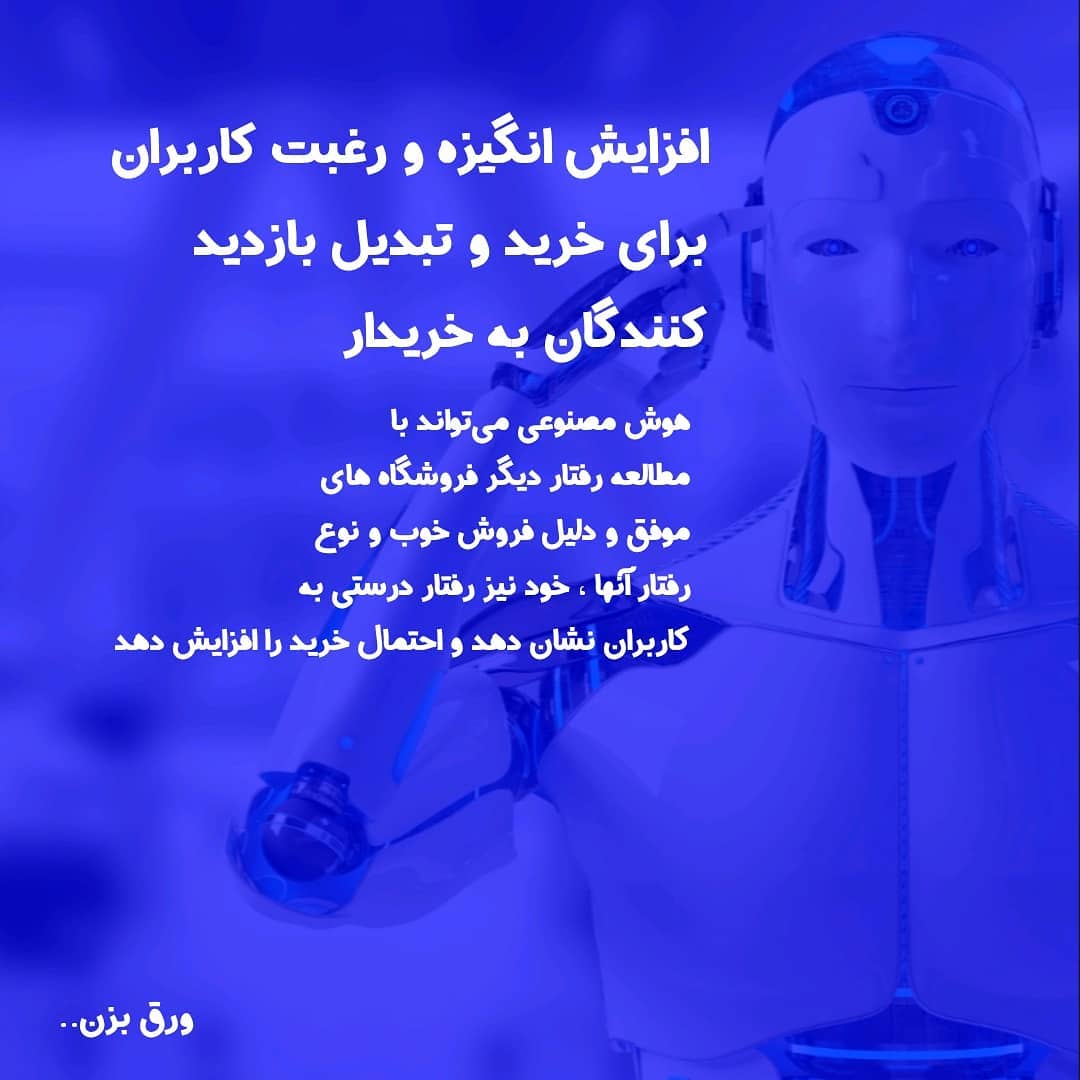 افزایش انگیزه و رغبت کاربران
برای خرید و تبدیل بازدید
کنندگان به خریدار
هوش مصنوعی می‌تواند با
مطالعه رفتار دیگر فروشگاه های
موفق و دلیل فروش خوب و نوع
رفتار آنها ، خود نیز رفتار درستی به
کاربران نشان دهد و احتمال خرید را افزایش دهد
ورق بزن..